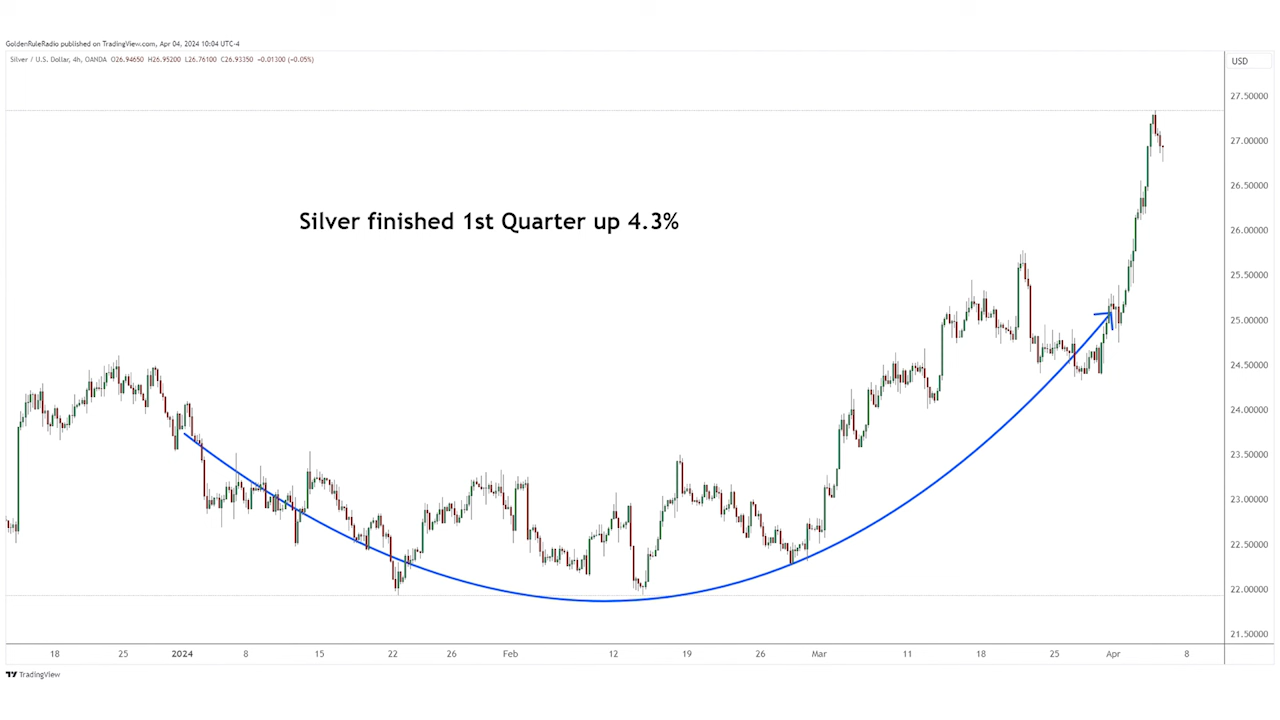 GoldenRuleRadio published on TradingView.com, Apr 04, 2024 10:04 UTC-4
Silver / U.S. Dollar, 4h, OANDA O26.94650 H26.95200 L26.76100 C26.93350 −0.01300 (−0.05%)
USD
27.50000
27.00000
Silver finished 1st Quarter up 4.3%
26.50000
26.00000
25.50000
25.00000
24.50000
24.00000
23.50000
23.00000
22.50000
22.00000
21.50000
18 25 2024 8 15 22 26 Feb 12 19 26 Mar 11 18 25 Apr 8
TradingView